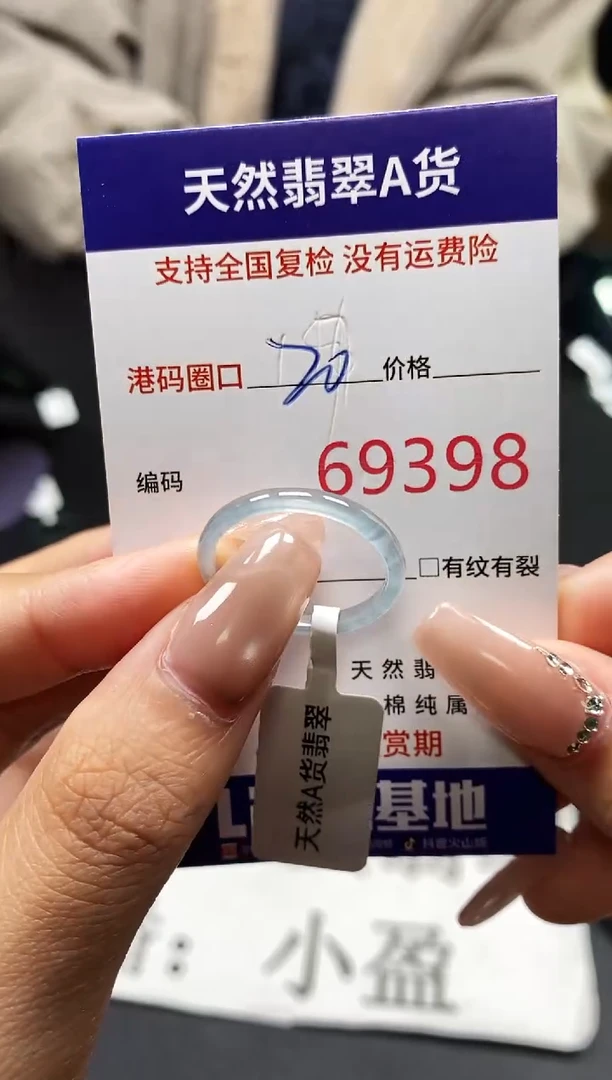 天然翡翠A货
支持全国复检 没有运费险
港码圈口 20 价格
编码 69398
□有纹有裂
天然翡
棉纯属
赏期
基地
天然A货翡翠
小盈